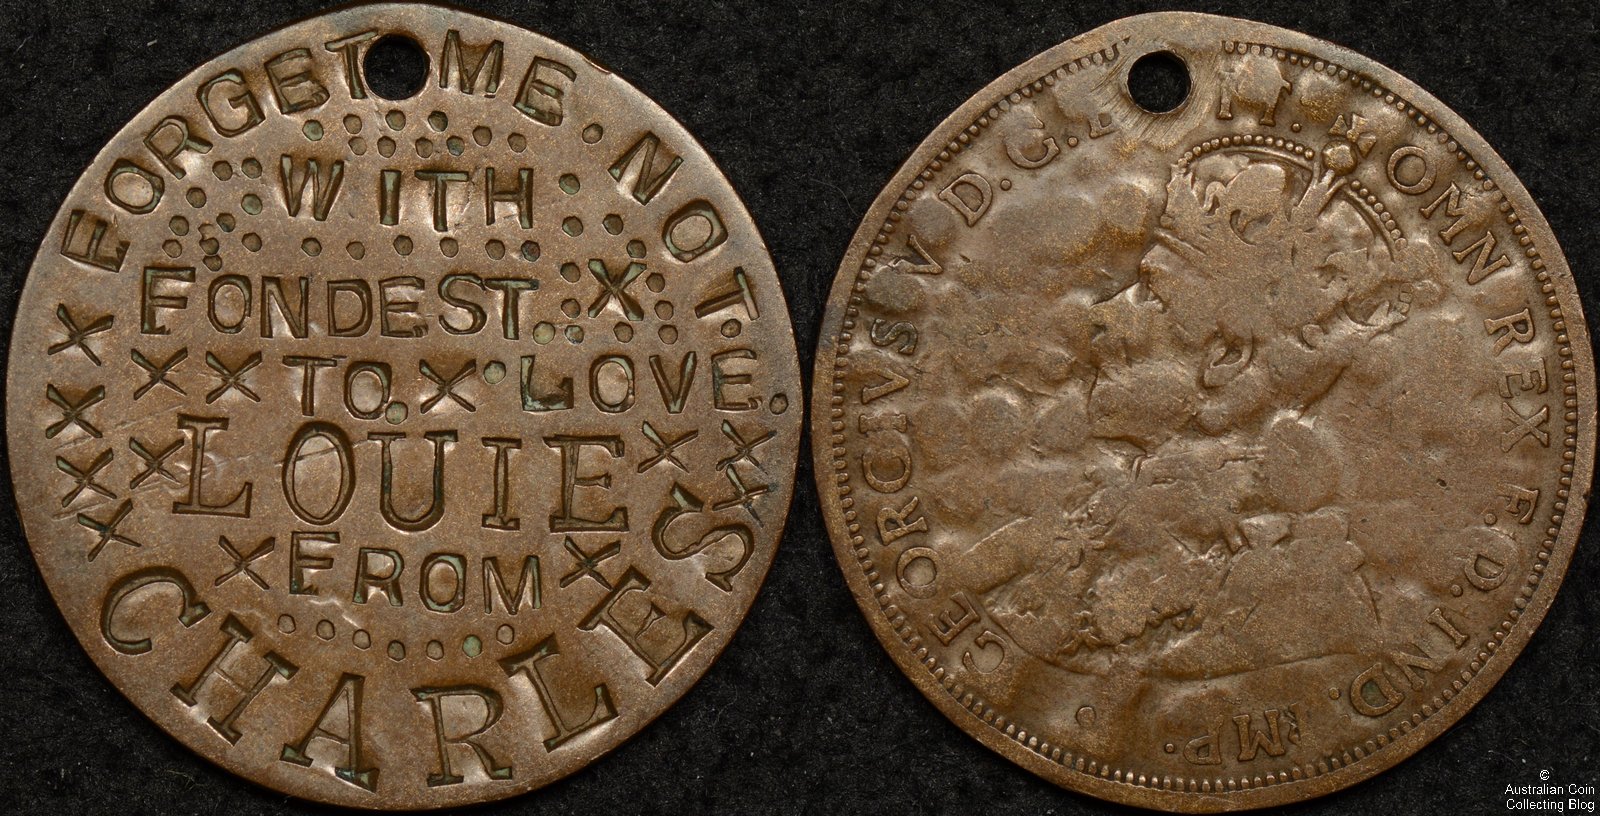 FORGET ME. NOT.
WITH
FONDEST. X
X X TO X. LOVE.
LOUIE
X FROM X
CHARLES
GEORGIVS V D.G. OMN REX F.D. IND. IMP.
© Australian Coin Collecting Blog